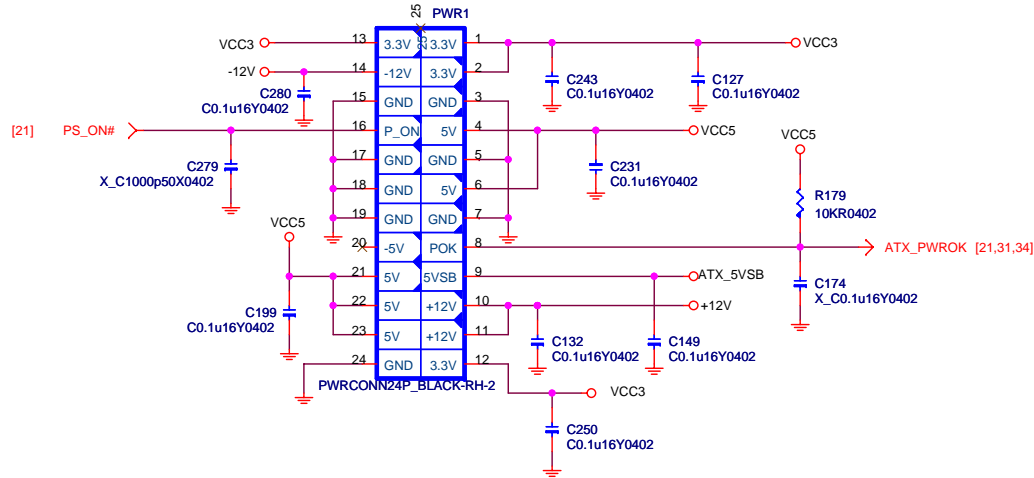 25
PWR1
VCC3
13
3.3V
25
3.3V
1
VCC3
-12V
14
-12V
3.3V
2
C243
C0.1u16Y0402
C127
C0.1u16Y0402
C280
C0.1u16Y0402
15
GND
GND
3
[21]
PS_ON#
16
P_ON
5V
4
VCC5
VCC5
C279
X_C1000p50X0402
17
GND
GND
5
C231
C0.1u16Y0402
18
GND
5V
6
R179
10KR0402
19
GND
GND
7
VCC5
20
-5V
POK
8
ATX_PWROK
[21,31,34]
21
5V
5VSB
9
ATX_5VSB
C174
X_C0.1u16Y0402
22
5V
+12V
10
+12V
C199
C0.1u16Y0402
23
5V
+12V
11
C132
C0.1u16Y0402
C149
C0.1u16Y0402
24
GND
3.3V
12
PWRCONN24P_BLACK-RH-2
VCC3
C250
C0.1u16Y0402